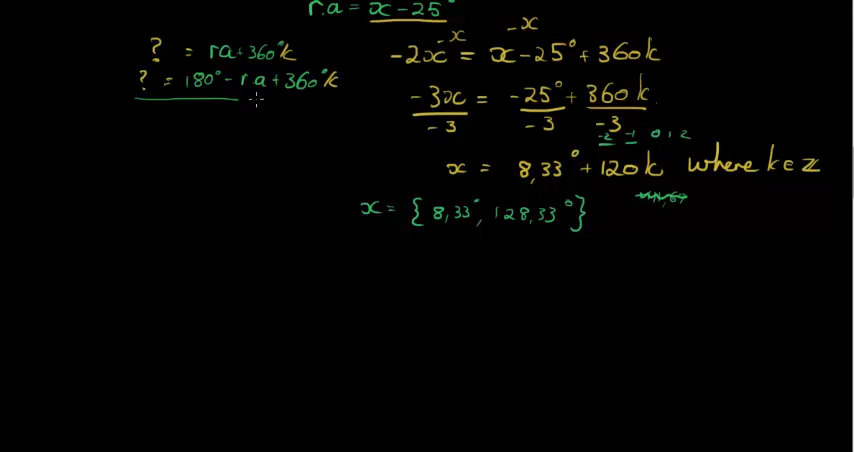 r.a = x - 25°
-x
? = ra + 360°k
-2x - x = x - 25° + 360k
? = 180° - ra + 360°k
-3x = -25° + 360k
-3 -3 -3
-2 -1 0 1 2
x = 8,33° + 120k where k ∈ ℤ
x = { 8,33°, 128,33° }